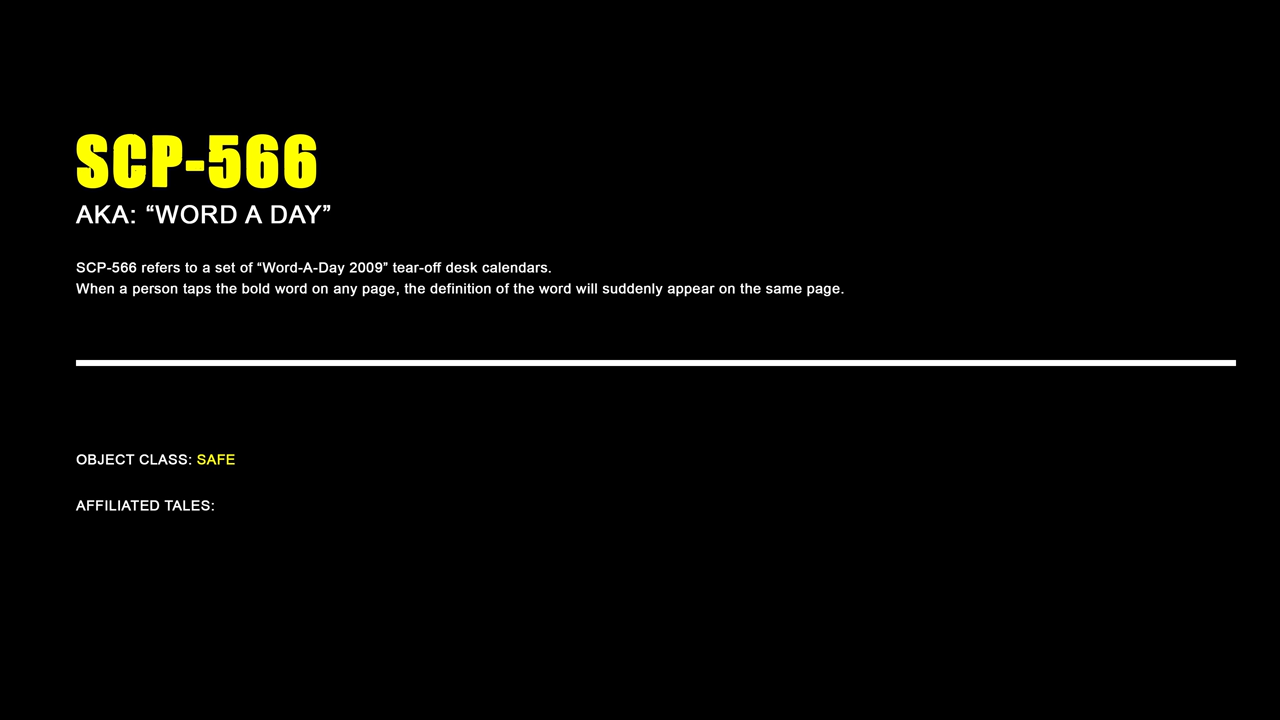 SCP-566
AKA: “WORD A DAY”
SCP-566 refers to a set of “Word-A-Day 2009” tear-off desk calendars.
When a person taps the bold word on any page, the definition of the word will suddenly appear on the same page.
OBJECT CLASS: SAFE
AFFILIATED TALES: